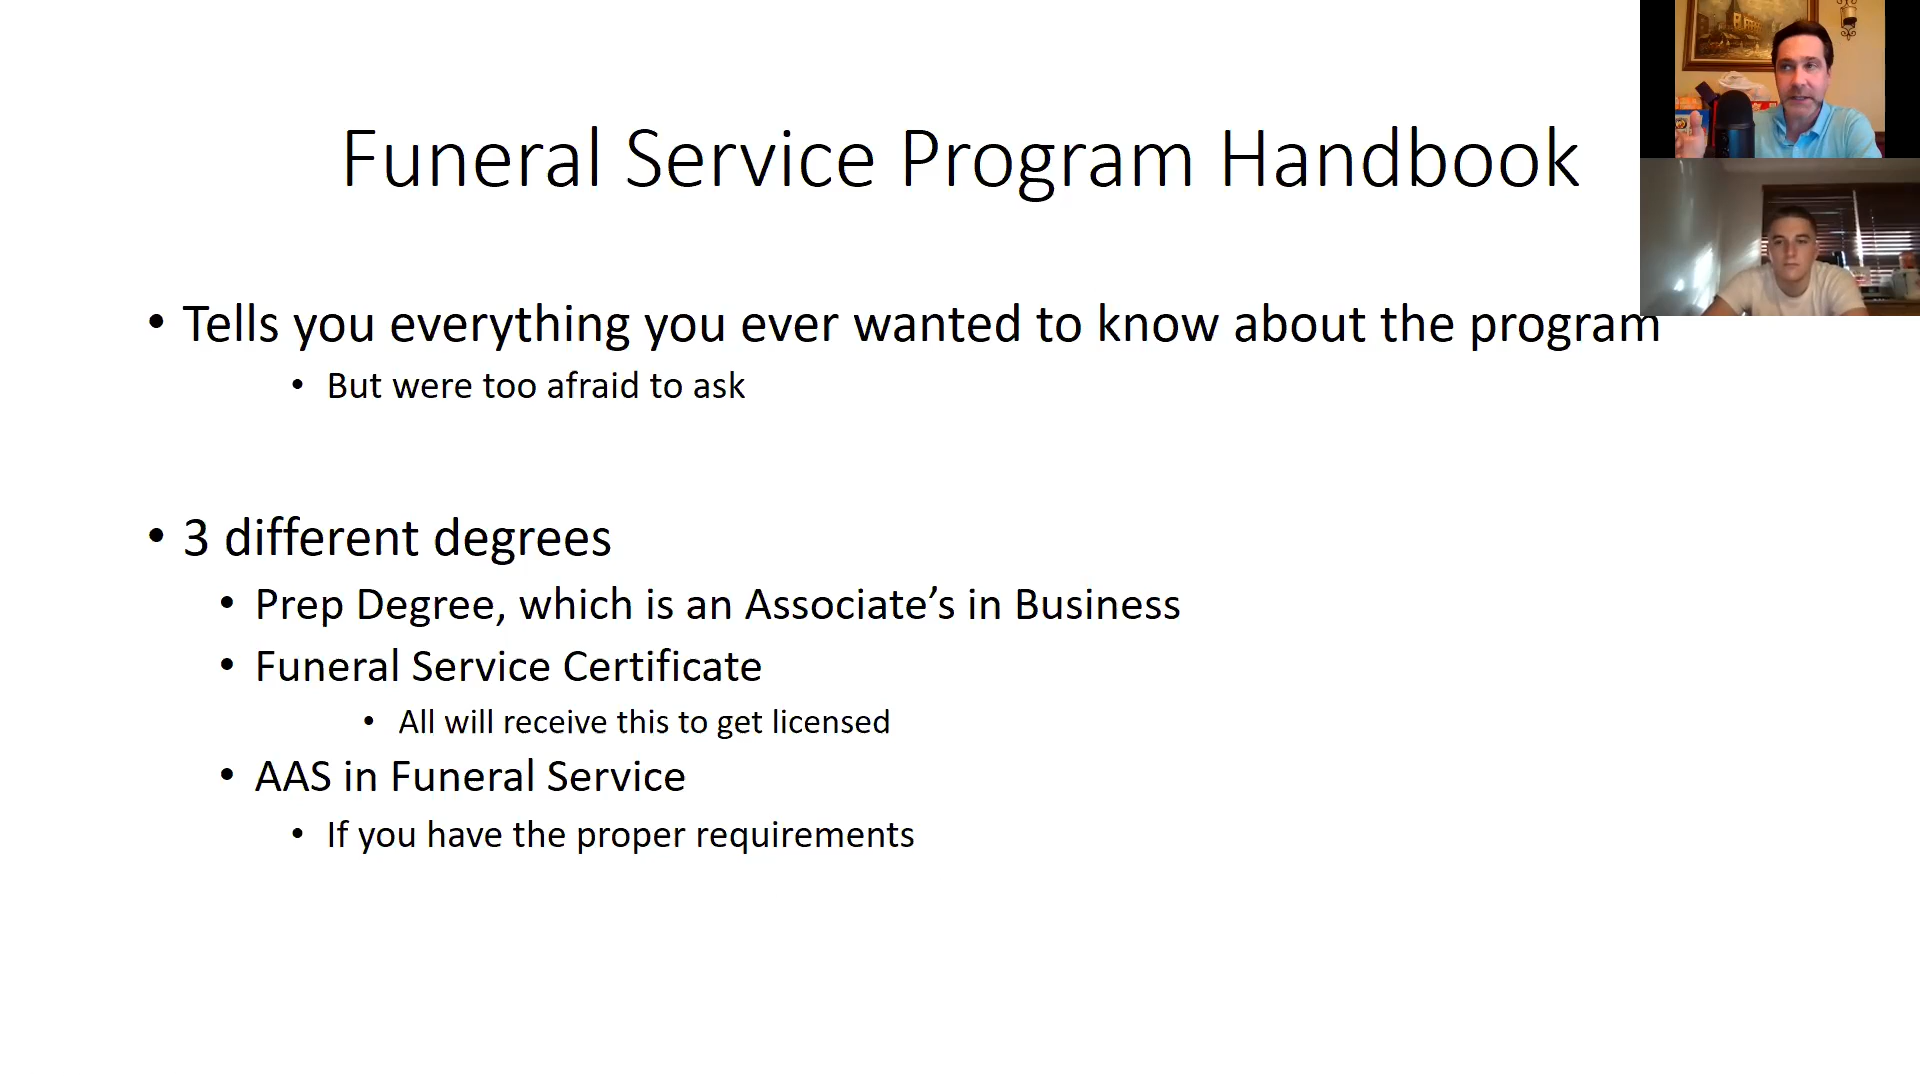 Funeral Service Program Handbook
• Tells you everything you ever wanted to know about the program
• But were too afraid to ask
• 3 different degrees
• Prep Degree, which is an Associate’s in Business
• Funeral Service Certificate
• All will receive this to get licensed
• AAS in Funeral Service
• If you have the proper requirements